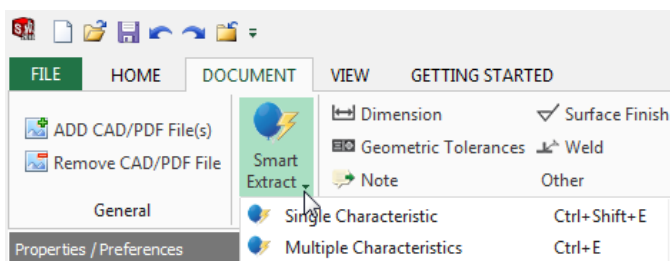 FILE HOME DOCUMENT VIEW GETTING STARTED
ADD CAD/PDF File(s)
Remove CAD/PDF File
General
Smart
Extract
Dimension
Geometric Tolerances
Note
Surface Finish
Weld
Other
Single Characteristic Ctrl+Shift+E
Multiple Characteristics Ctrl+E
Properties / Preferences